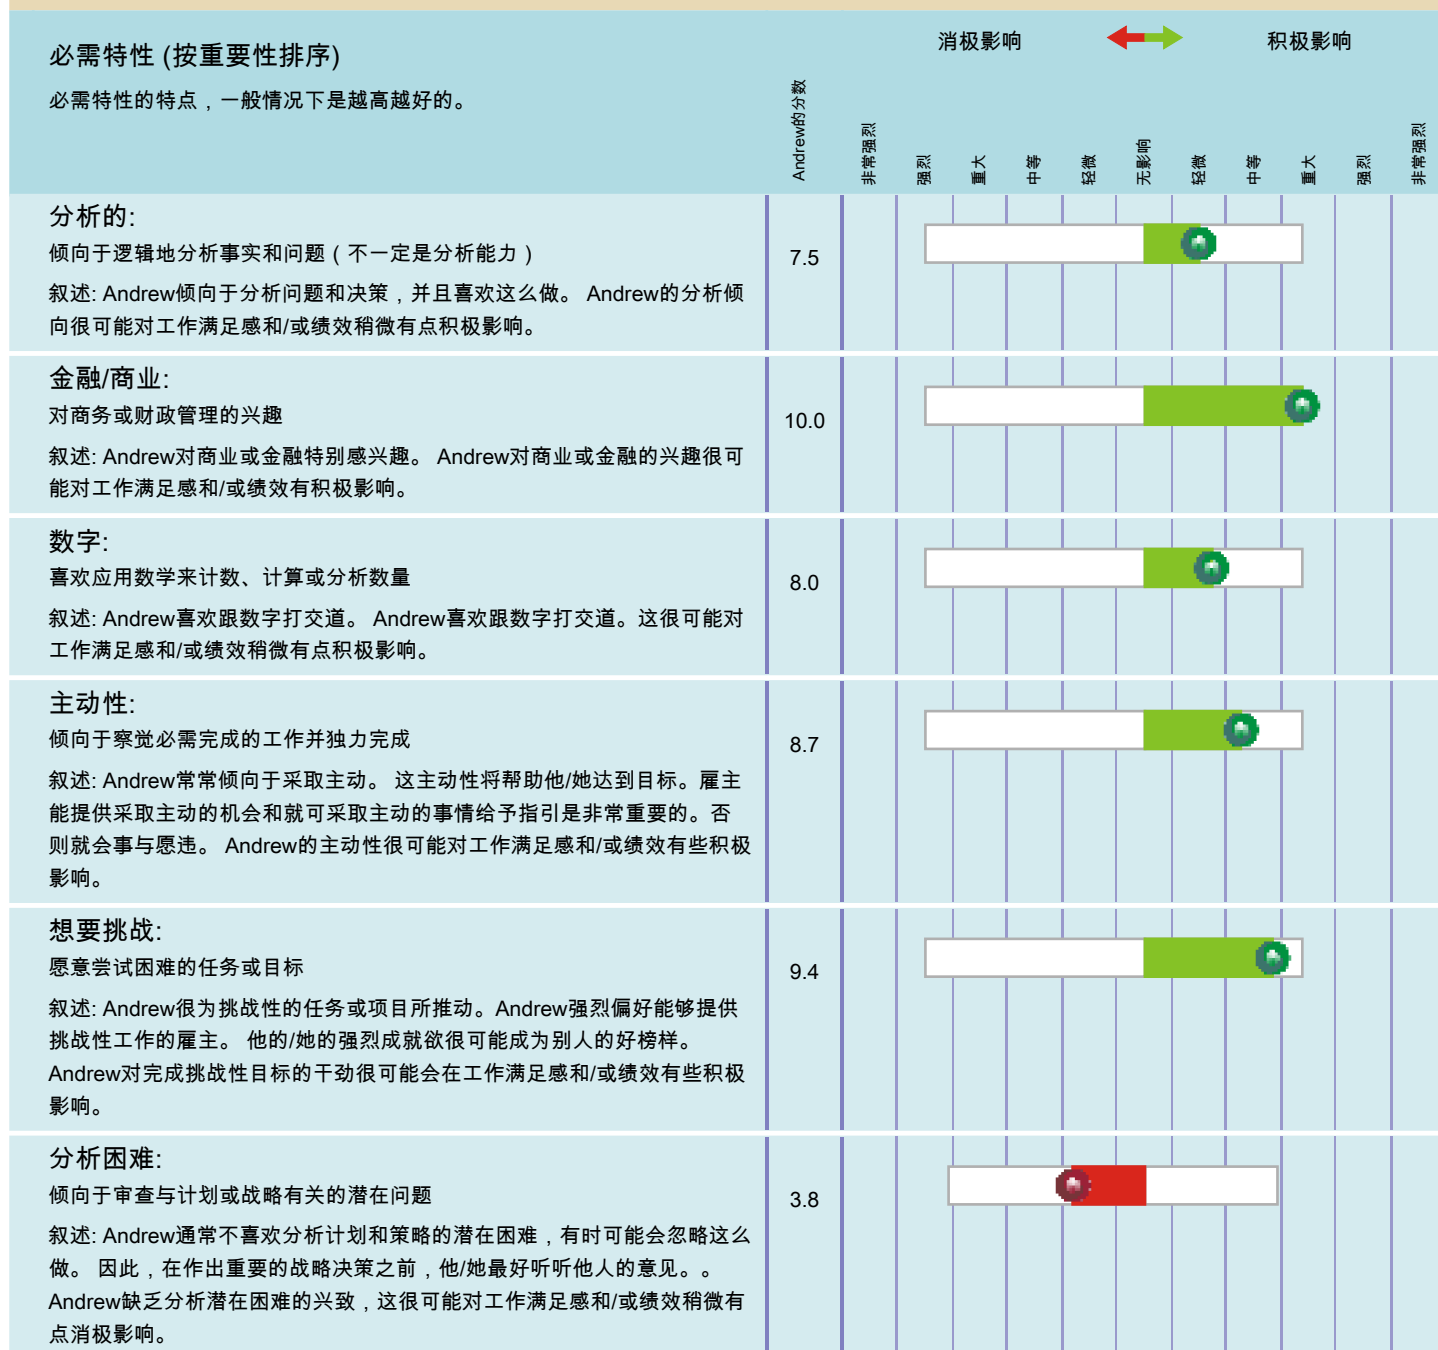 必需特性 (按重要性排序)
必需特性的特点，一般情况下是越高越好的。
消极影响
积极影响
Andrew的分数
非常强烈
强烈
重大
中等
轻微
无影响
轻微
中等
重大
强烈
非常强烈
分析的:
倾向于逻辑地分析事实和问题（不一定是分析能力）
叙述: Andrew倾向于分析问题和决策，并且喜欢这么做。 Andrew的分析倾
向很可能对工作满足感和/或绩效稍微有点积极影响。
7.5
金融/商业:
对商务或财政管理的兴趣
叙述: Andrew对商业或金融特别感兴趣。 Andrew对商业或金融的兴趣很可
能对工作满足感和/或绩效有积极影响。
10.0
数字:
喜欢应用数学来计数、计算或分析数量
叙述: Andrew喜欢跟数字打交道。 Andrew喜欢跟数字打交道。这很可能对
工作满足感和/或绩效稍微有点积极影响。
8.0
主动性:
倾向于察觉必需完成的工作并独力完成
叙述: Andrew常常倾向于采取主动。 这主动性将帮助他/她达到目标。雇主
能提供采取主动的机会和就可采取主动的事情给予指引是非常重要的。否
则就会事与愿违。 Andrew的主动性很可能对工作满足感和/或绩效有些积极
影响。
8.7
想要挑战:
愿意尝试困难的任务或目标
叙述: Andrew很为挑战性的任务或项目所推动。Andrew强烈偏好能够提供
挑战性工作的雇主。 他的/她的强烈成就欲很可能成为别人的好榜样。
Andrew对完成挑战性目标的干劲很可能会在工作满足感和/或绩效有些积极
影响。
9.4
分析困难:
倾向于审查与计划或战略有关的潜在问题
叙述: Andrew通常不喜欢分析计划和策略的潜在困难，有时可能会忽略这么
做。 因此，在作出重要的战略决策之前，他/她最好听听他人的意见。。
Andrew缺乏分析潜在困难的兴致，这很可能对工作满足感和/或绩效稍微有
点消极影响。
3.8